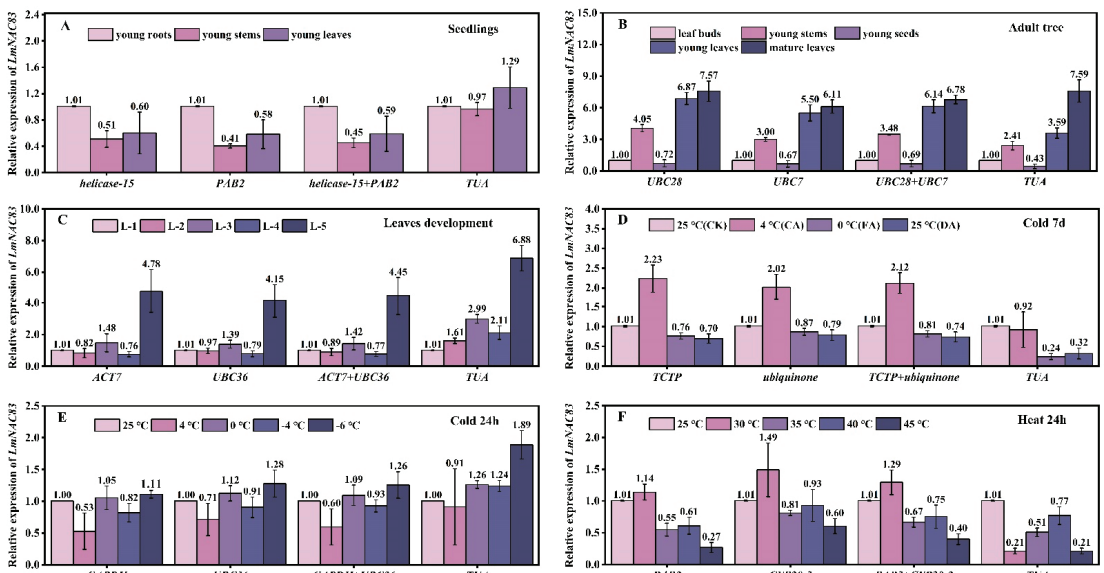 A
Seedlings
young roots young stems young leaves
Relative expression of LmNAC83
2.4
2.0
1.6
1.2
0.8
0.4
0.0
1.01 0.51 0.60
1.01 0.41 0.58
1.01 0.45 0.59
1.01 0.97 1.29
helicase-15 PAB2 helicase-15+PAB2 TUA
B
Adult tree
leaf buds young stems young seeds
young leaves mature leaves
Relative expression of LmNAC83
15.0
12.0
9.0
6.0
3.0
0.0
1.00 4.05 0.72 6.87 7.57
1.00 3.00 0.67 5.50 6.11
1.00 3.48 0.69 6.14 6.78
1.00 2.41 0.43 3.59 7.59
UBC28 UBC7 UBC28+UBC7 TUA
C
Leaves development
L-1 L-2 L-3 L-4 L-5
Relative expression of LmNAC83
10.0
8.0
6.0
4.0
2.0
0.0
1.01 0.82 1.48 0.76 4.78
1.01 0.97 1.39 0.79 4.15
1.01 0.89 1.42 0.77 4.45
1.01 1.61 2.99 2.11 6.88
ACT7 UBC36 ACT7+UBC36 TUA
D
Cold 7d
25 °C(CK) 4 °C(CA) 0 °C(FA) 25 °C(DA)
Relative expression of LmNAC83
4.0
3.5
3.0
2.5
2.0
1.5
1.0
0.5
0.0
1.01 2.23 0.76 0.70
1.01 2.02 0.87 0.79
1.01 2.12 0.81 0.74
1.01 0.92 0.24 0.32
TCTP ubiquinone TCTP+ubiquinone TUA
E
Cold 24h
25 °C 4 °C 0 °C -4 °C -6 °C
Relative expression of LmNAC83
2.5
2.0
1.5
1.0
0.5
0.0
1.00 0.53 1.05 0.82 1.11
1.00 0.71 1.12 0.91 1.28
1.00 0.60 1.09 0.93 1.26
1.00 0.91 1.26 1.24 1.89
F
Heat 24h
25 °C 30 °C 35 °C 40 °C 45 °C
Relative expression of LmNAC83
2.5
2.0
1.5
1.0
0.5
0.0
1.01 1.14 0.55 0.61 0.27
1.01 1.49 0.81 0.93 0.60
1.01 1.29 0.67 0.75 0.40
1.01 0.21 0.51 0.77 0.21